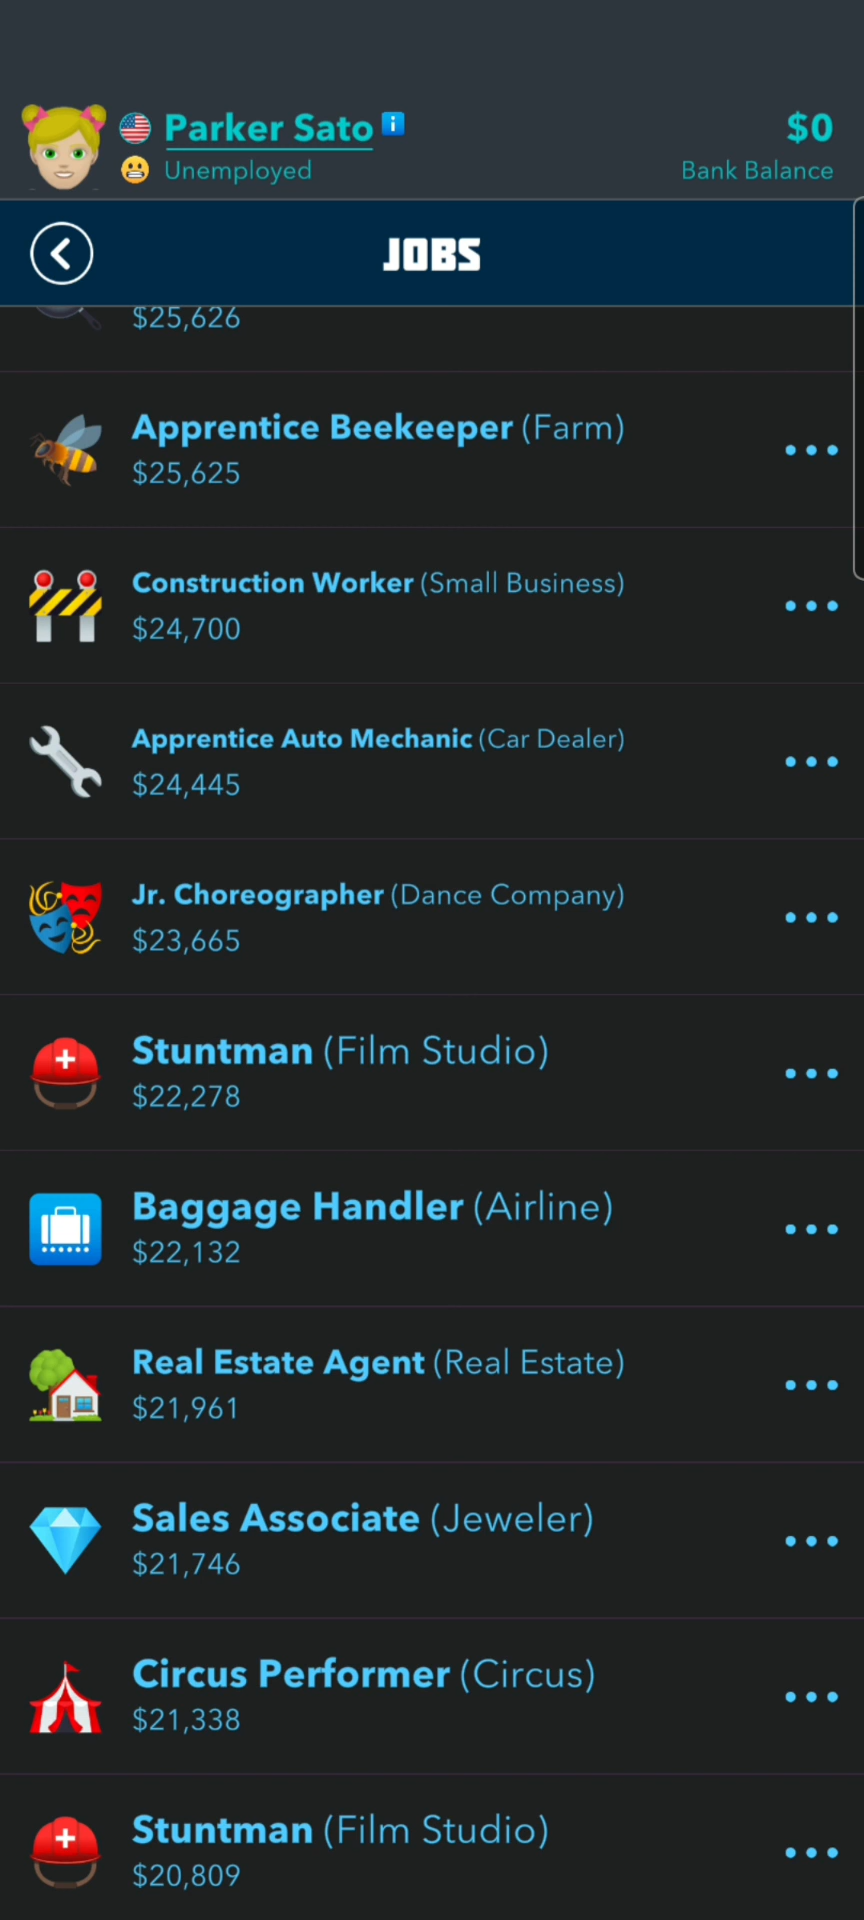 Parker Sato
$0
Unemployed
Bank Balance
JOBS
$25,626
Apprentice Beekeeper (Farm)
$25,625
Construction Worker (Small Business)
$24,700
Apprentice Auto Mechanic (Car Dealer)
$24,445
Jr. Choreographer (Dance Company)
$23,665
Stuntman (Film Studio)
$22,278
Baggage Handler (Airline)
$22,132
Real Estate Agent (Real Estate)
$21,961
Sales Associate (Jeweler)
$21,746
Circus Performer (Circus)
$21,338
Stuntman (Film Studio)
$20,809